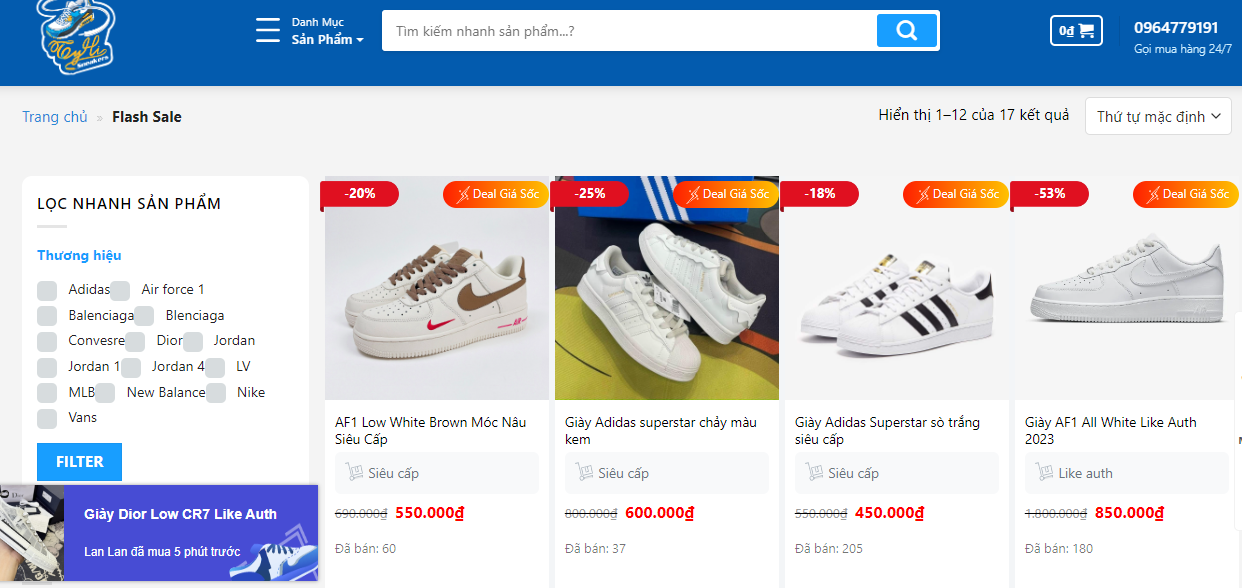 TayHi
Sneakers
Danh Mục
Sản Phẩm
Tìm kiếm nhanh sản phẩm...?
0₫
0964779191
Gọi mua hàng 24/7
Trang chủ » Flash Sale
Hiển thị 1–12 của 17 kết quả
Thứ tự mặc định
LỌC NHANH SẢN PHẨM
Thương hiệu
Adidas Air force 1
Balenciaga Blenciaga
Convesre Dior Jordan
Jordan 1 Jordan 4 LV
MLB New Balance Nike
Vans
FILTER
Giày Dior Low CR7 Like Auth
Lan Lan đã mua 5 phút trước
-20%
Deal Giá Sốc
AF1 Low White Brown Móc Nâu
Siêu Cấp
Siêu cấp
690.000₫ 550.000₫
Đã bán: 60
-25%
Deal Giá Sốc
Giày Adidas superstar chảy màu
kem
Siêu cấp
800.000₫ 600.000₫
Đã bán: 37
-18%
Deal Giá Sốc
Giày Adidas Superstar sò trắng
siêu cấp
Siêu cấp
550.000₫ 450.000₫
Đã bán: 205
-53%
Deal Giá Sốc
Giày AF1 All White Like Auth
2023
Like auth
1.800.000₫ 850.000₫
Đã bán: 180